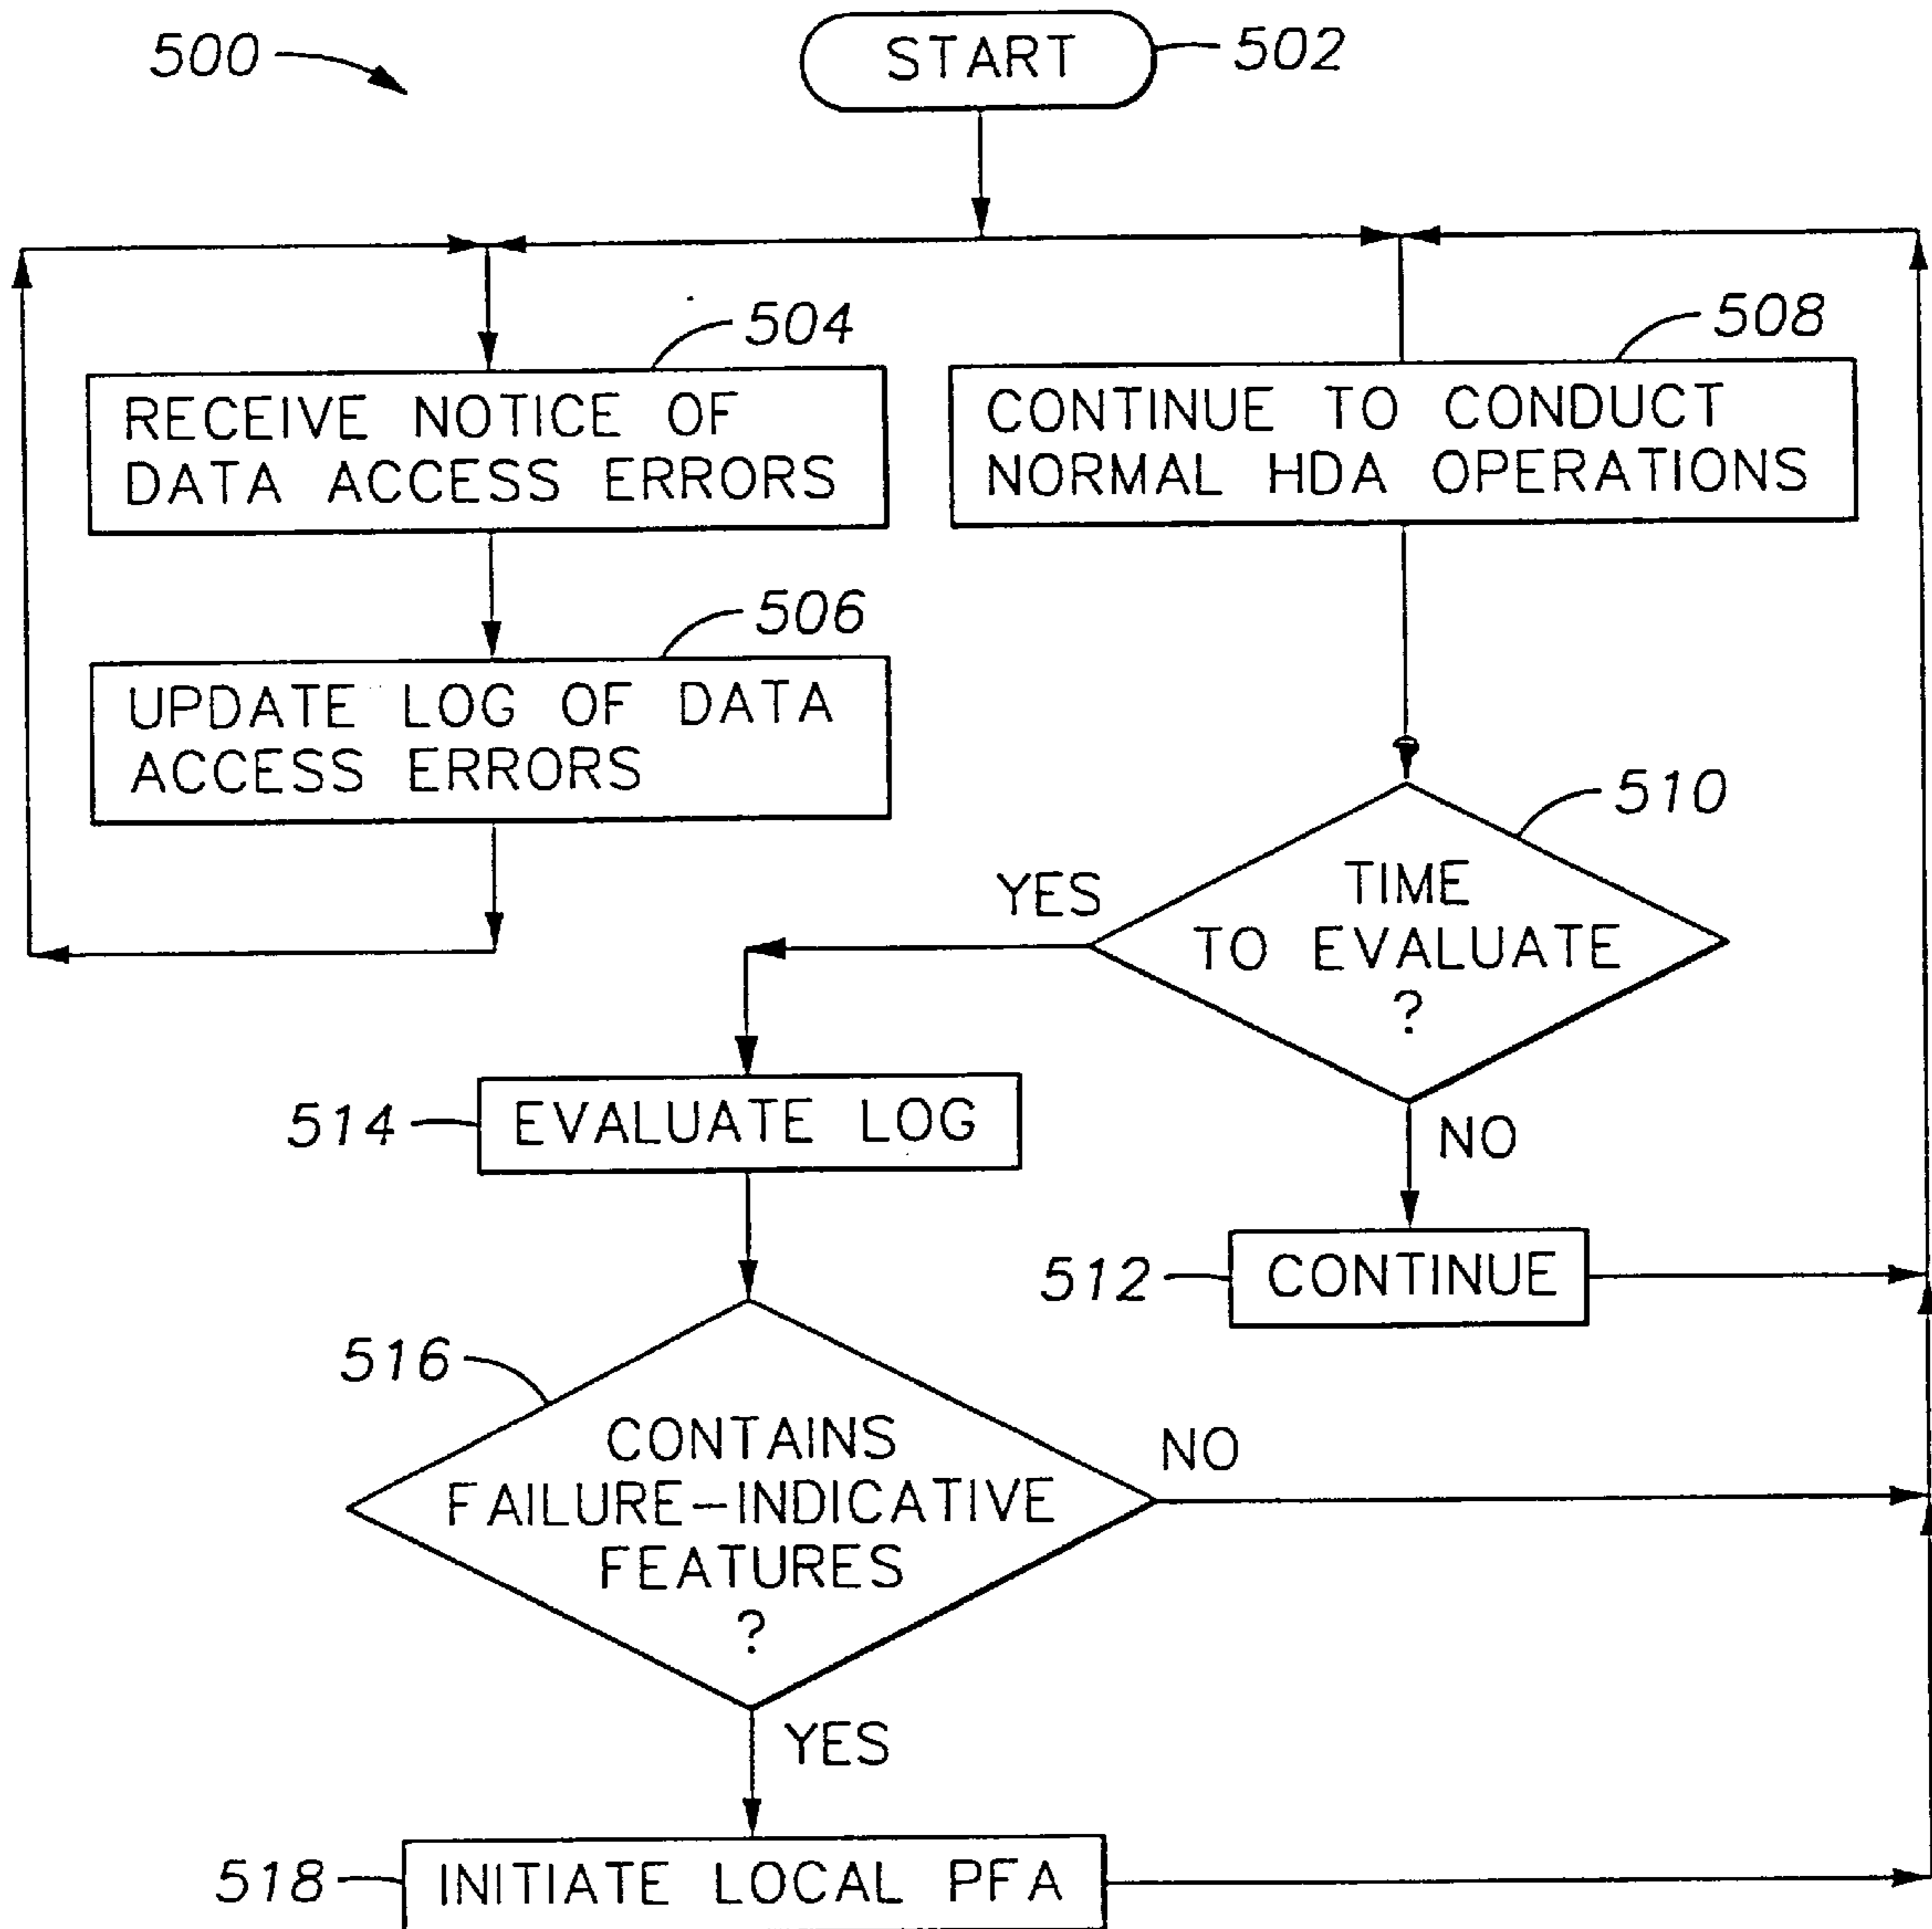 500
START
502
504
RECEIVE NOTICE OF
DATA ACCESS ERRORS
508
CONTINUE TO CONDUCT
NORMAL HDA OPERATIONS
506
UPDATE LOG OF DATA
ACCESS ERRORS
510
TIME
TO EVALUATE
?
YES
NO
514
EVALUATE LOG
512
CONTINUE
516
CONTAINS
FAILURE-INDICATIVE
FEATURES
?
NO
YES
518
INITIATE LOCAL PFA